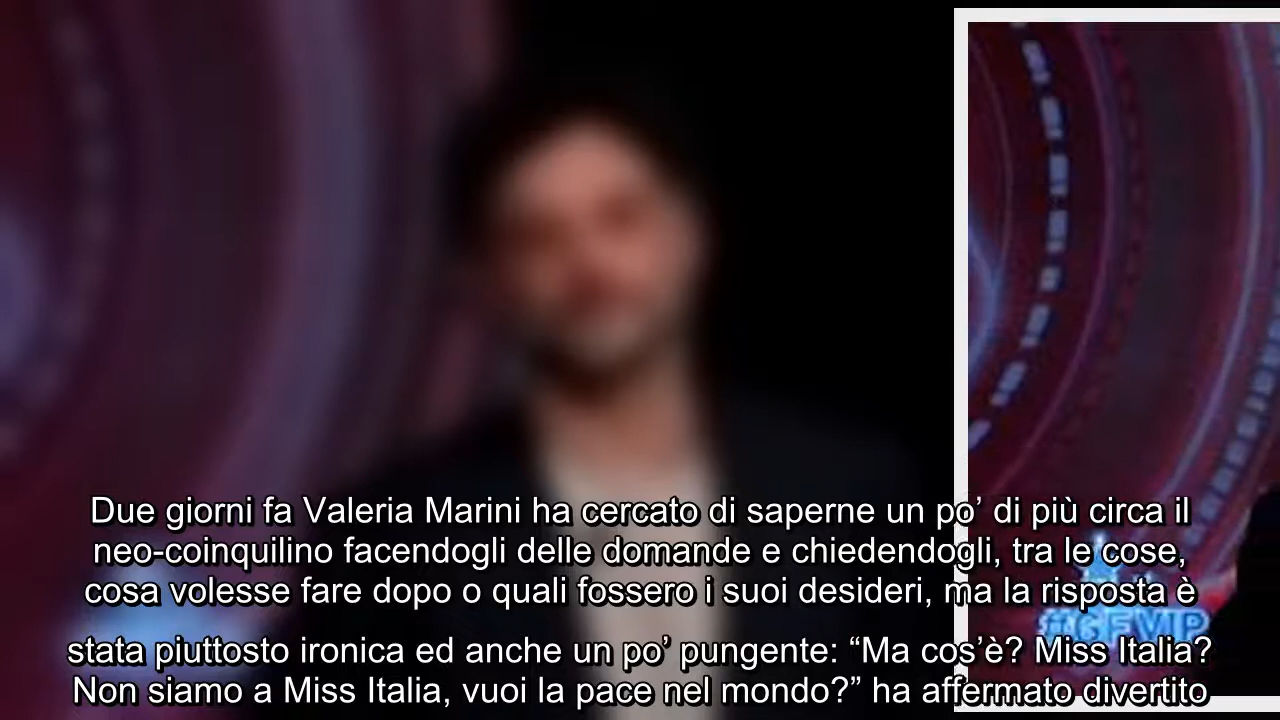 Due giorni fa Valeria Marini ha cercato di saperne un po’ di più circa il
neo-coinquilino facendogli delle domande e chiedendogli, tra le cose,
cosa volesse fare dopo o quali fossero i suoi desideri, ma la risposta è
#GFVIP
stata piuttosto ironica ed anche un po’ pungente: “Ma cos’è? Miss Italia?
Non siamo a Miss Italia, vuoi la pace nel mondo?” ha affermato divertito